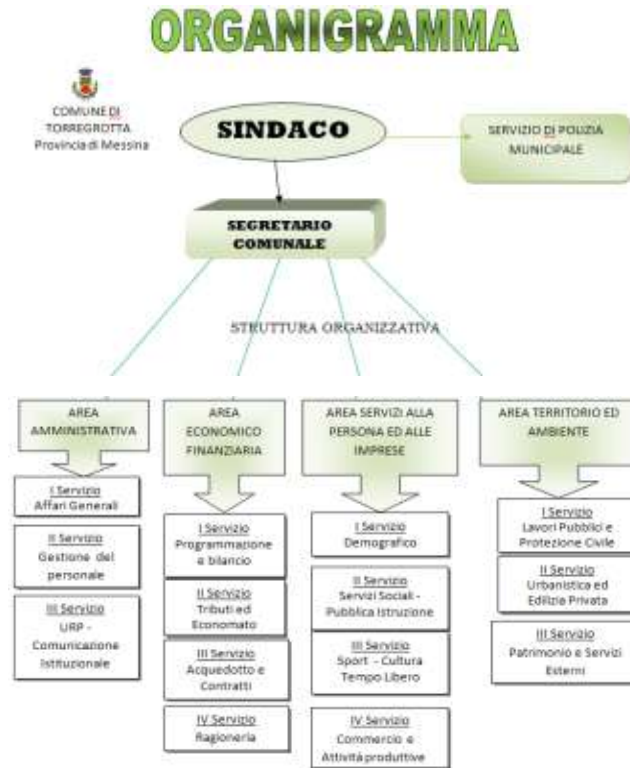 ORGANIGRAMMA
COMUNE DI
TORREGROTTA
Provincia di Messina
SINDACO
SERVIZIO DI POLIZIA
MUNICIPALE
SEGRETARIO
COMUNALE
STRUTTURA ORGANIZZATIVA
AREA
AMMINISTRATIVA
I Servizio
Affari Generali
II Servizio
Gestione del
personale
III Servizio
URP -
Comunicazione
Istituzionale
AREA
ECONOMICO
FINANZIARIA
I Servizio
Programmazione
e bilancio
II Servizio
Tributi ed
Economato
III Servizio
Acquedotto e
Contratti
IV Servizio
Ragioneria
AREA SERVIZI ALLA
PERSONA ED ALLE
IMPRESE
I Servizio
Demografico
II Servizio
Servizi Sociali -
Pubblica Istruzione
III Servizio
Sport - Cultura
Tempo Libero
IV Servizio
Commercio e
Attività produttive
AREA TERRITORIO ED
AMBIENTE
I Servizio
Lavori Pubblici e
Protezione Civile
II Servizio
Urbanistica ed
Edilizia Privata
III Servizio
Patrimonio e Servizi
Esterni